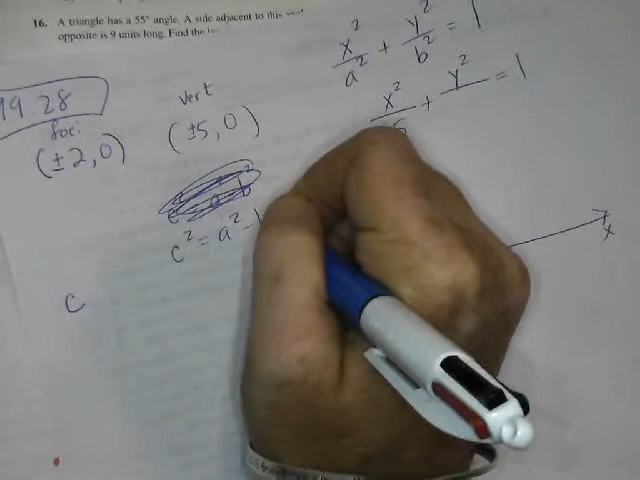 16. A triangle has a 55° angle. A side adjacent to this
opposite is 9 units long. Find the
x²/a² + y²/b² = 1
x²/ + y²/ = 1
99.28
foci
(±2,0)
vert
(±5,0)
c² = a² -
c
x